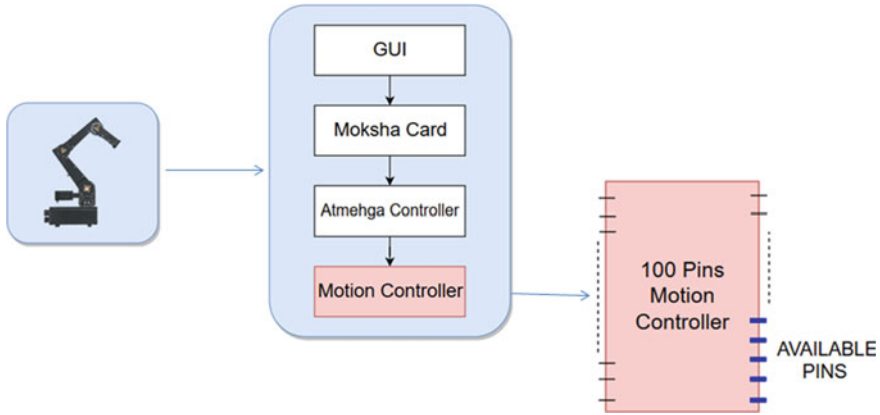 GUI
Moksha Card
Atmehga Controller
Motion Controller
100 Pins
Motion
Controller
AVAILABLE
PINS